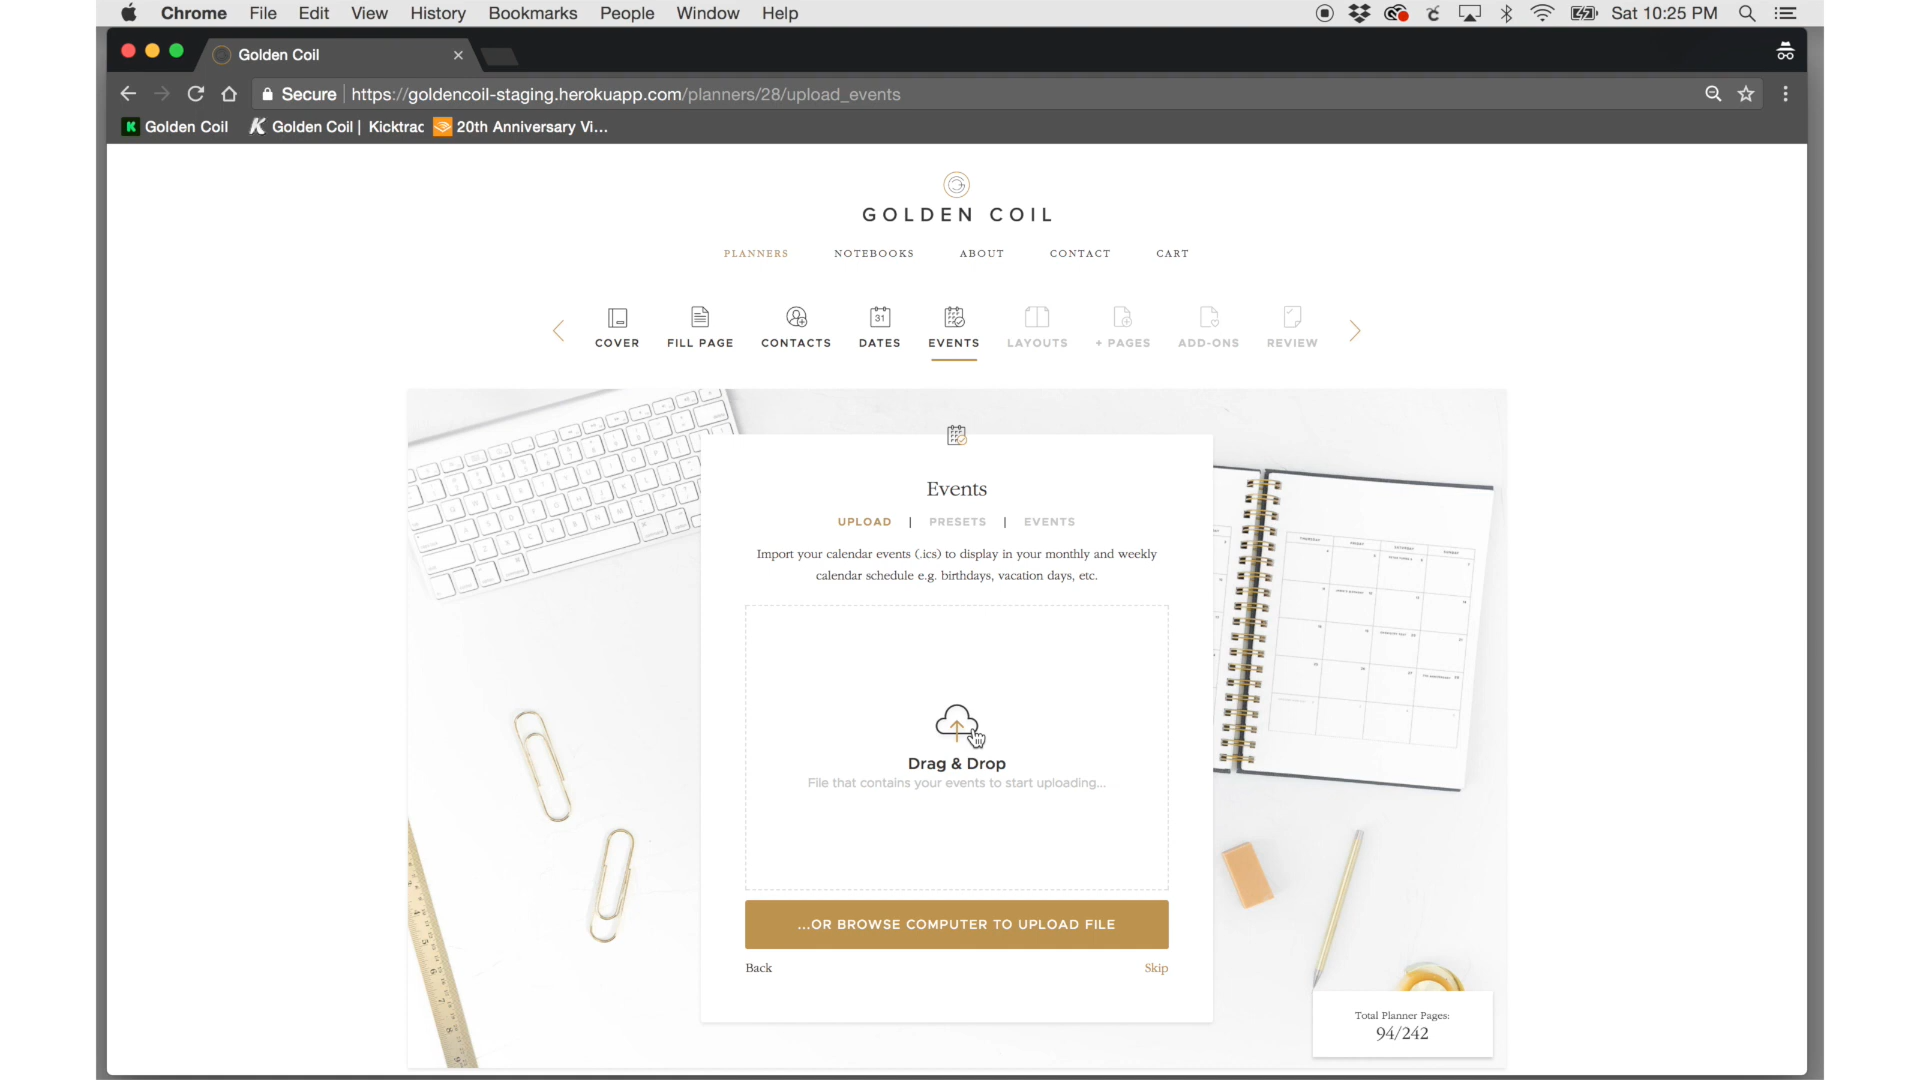 Chrome File Edit View History Bookmarks People Window Help Sat 10:25 PM
Golden Coil
Secure https://goldencoil-staging.herokuapp.com/planners/28/upload_events
Golden Coil Golden Coil | Kicktrac 20th Anniversary Vi...
GOLDEN COIL
PLANNERS NOTEBOOKS ABOUT CONTACT CART
31
COVER FILL PAGE CONTACTS DATES EVENTS LAYOUTS + PAGES ADD-ONS REVIEW
Events
UPLOAD | PRESETS | EVENTS
Import your calendar events (.ics) to display in your monthly and weekly
calendar schedule e.g. birthdays, vacation days, etc.
Drag & Drop
File that contains your events to start uploading...
...OR BROWSE COMPUTER TO UPLOAD FILE
Back Skip
Total Planner Pages:
94/242